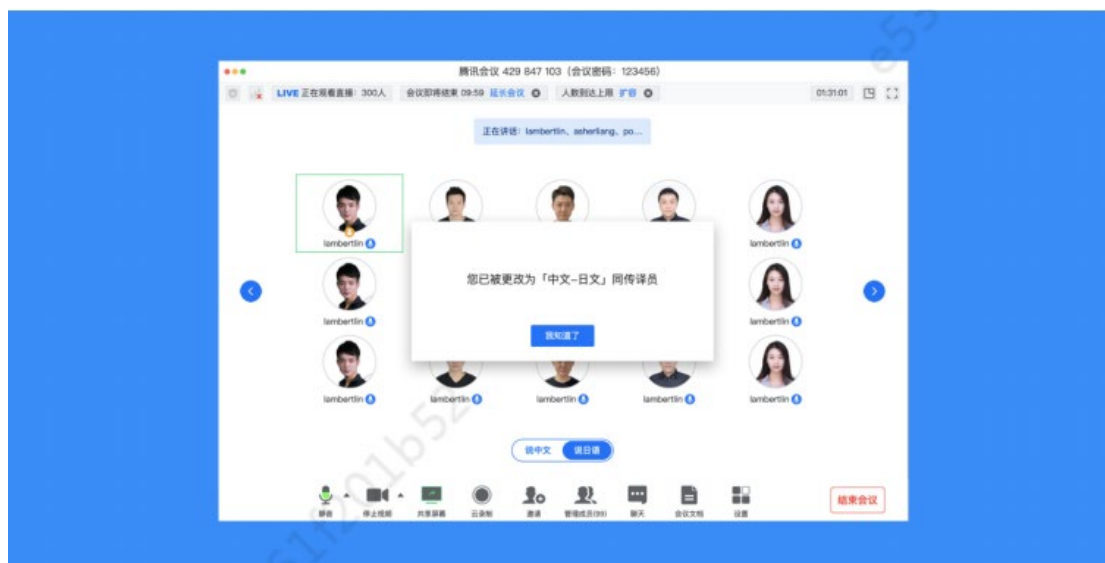 腾讯会议 429 847 103（会议密码：123456）
LIVE 正在观看直播：300人 会议即将结束 09:59 延长会议 人数到达上限 扩容 01:31:01
正在讲话：lambertlin、asherliang、po...
lambertlin lambertlin
您已被更改为「中文-日文」同传译员
lambertlin lambertlin
我知道了
lambertlin lambertlin lambertlin lambertlin lambertlin
说中文 说日语
静音 停止视频 共享屏幕 云录制 邀请 管理成员(99) 聊天 会议文档 设置 结束会议